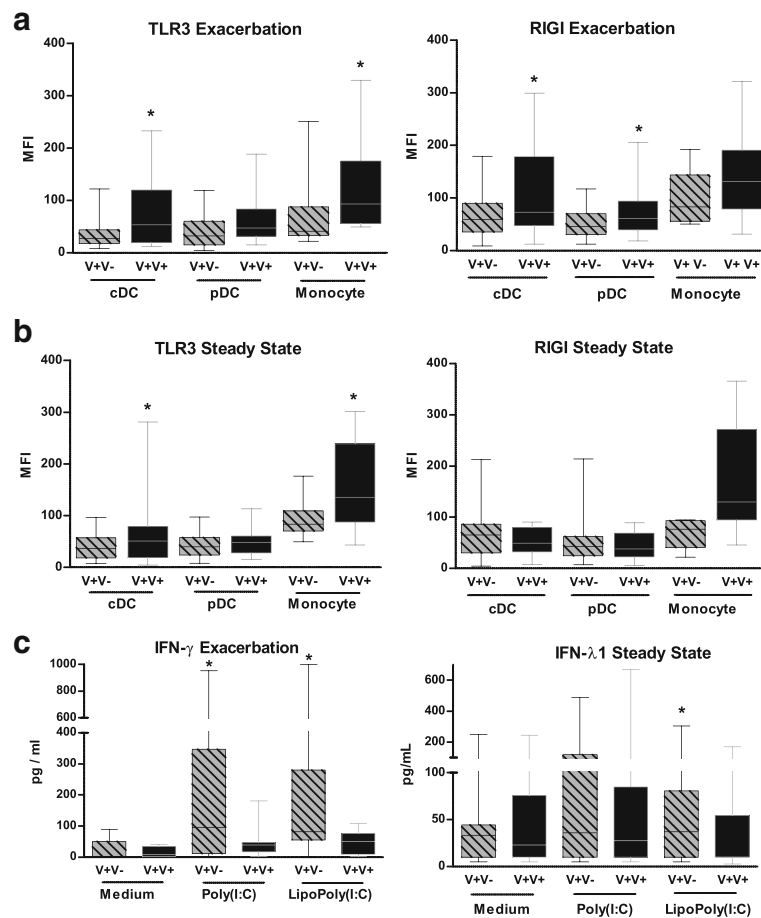 a
TLR3 Exacerbation
400
300
200
100
0
MFI
*
*
V+V- V+V+ V+V- V+V+ V+V- V+V+
cDC pDC Monocyte
RIGI Exacerbation
400
300
200
100
0
MFI
*
*
V+V- V+V+ V+V- V+V+ V+ V- V+ V+
cDC pDC Monocyte
b
TLR3 Steady State
400
300
200
100
0
MFI
*
*
V+V- V+V+ V+V- V+V+ V+V- V+V+
cDC pDC Monocyte
RIGI Steady State
400
300
200
100
0
MFI
V+V- V+V+ V+V- V+V+ V+V- V+V+
cDC pDC Monocyte
c
IFN-γ Exacerbation
1000
800
600
400
300
200
100
0
pg / ml
*
*
V+V- V+V+ V+V- V+V+ V+V- V+V+
Medium Poly(I:C) LipoPoly(I:C)
IFN-λ1 Steady State
600
400
200
100
50
0
pg/mL
*
V+V- V+V+ V+V- V+V+ V+V- V+V+
Medium Poly(I:C) LipoPoly(I:C)